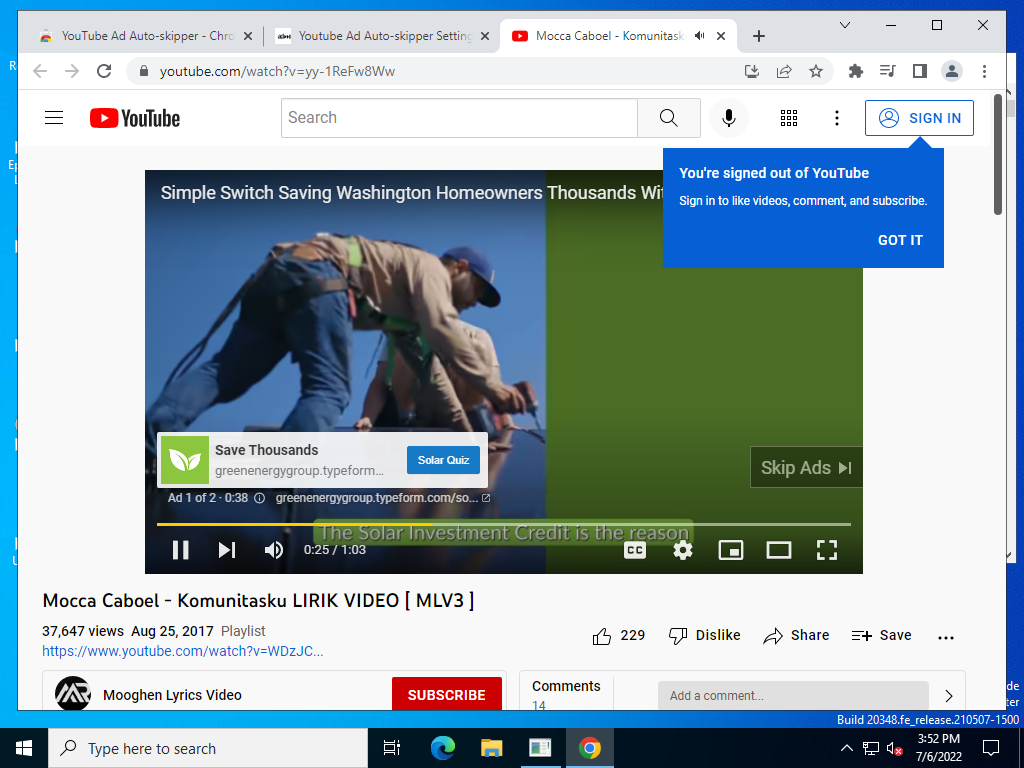 YouTube Ad Auto-skipper - Chro
Youtube Ad Auto-skipper Setting
Mocca Caboel - Komunitask
youtube.com/watch?v=yy-1ReFw8Ww
YouTube
Search
SIGN IN
You're signed out of YouTube
Sign in to like videos, comment, and subscribe.
GOT IT
Simple Switch Saving Washington Homeowners Thousands Wit
Save Thousands
greenenergygroup.typeform...
Solar Quiz
Skip Ads
Ad 1 of 2 · 0:38
greenenergygroup.typeform.com/so...
The Solar Investment Credit is the reason
0:25 / 1:03
CC
Mocca Caboel - Komunitasku LIRIK VIDEO [ MLV3 ]
37,647 views Aug 25, 2017 Playlist
229 Dislike Share Save
https://www.youtube.com/watch?v=WDzJC...
Mooghen Lyrics Video
SUBSCRIBE
Comments
14
Add a comment...
Build 20348.fe_release.210507-1500
Type here to search
3:52 PM
7/6/2022